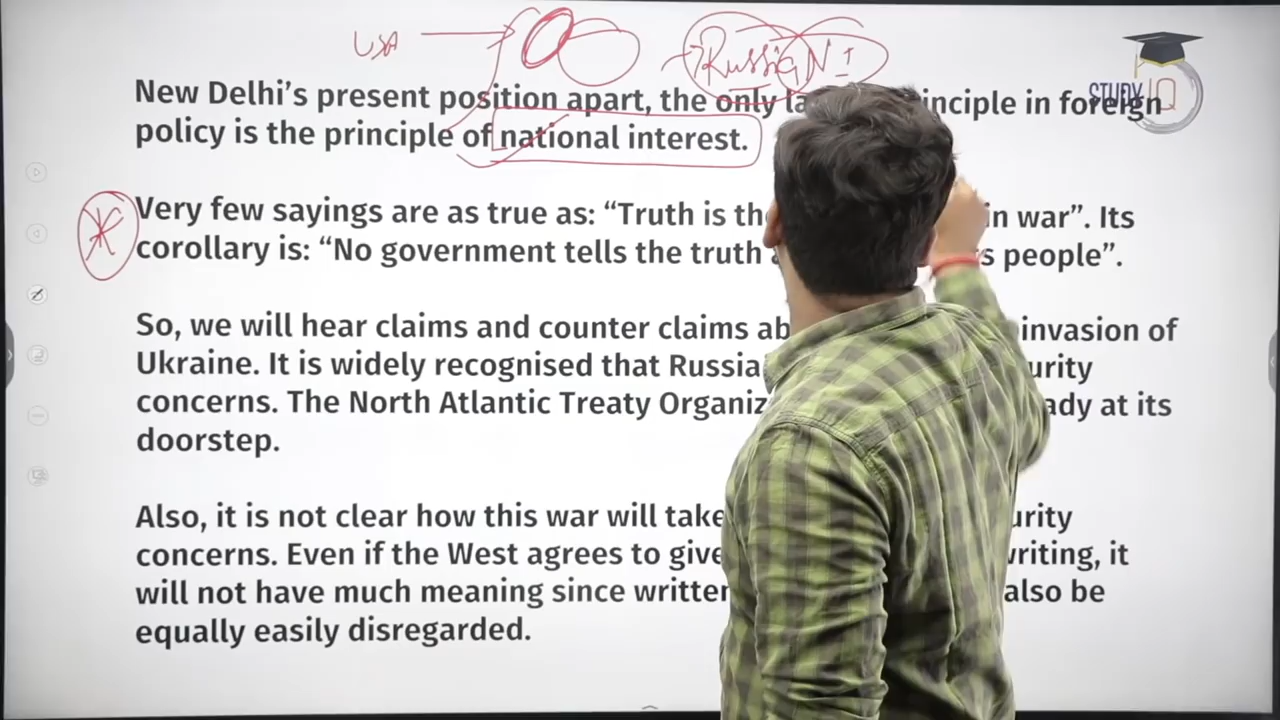 USA
Russia NI
STUDY IQ
New Delhi's present position apart, the only la inciple in foreign
policy is the principle of national interest.
Very few sayings are as true as: “Truth is th in war”. Its
corollary is: “No government tells the truth s people”.
So, we will hear claims and counter claims ab invasion of
Ukraine. It is widely recognised that Russia urity
concerns. The North Atlantic Treaty Organiz ady at its
doorstep.
Also, it is not clear how this war will take urity
concerns. Even if the West agrees to give writing, it
will not have much meaning since written also be
equally easily disregarded.